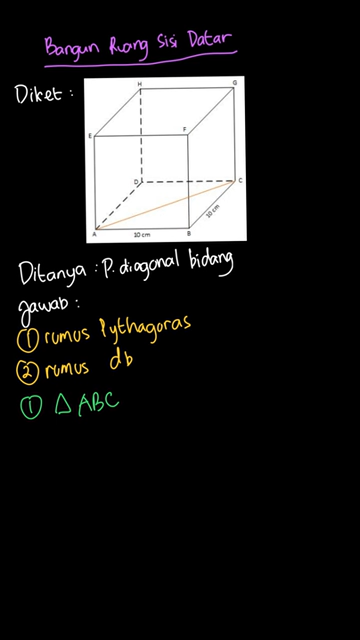 Bangun Ruang Sisi Datar
Diket :
H
G
E
F
D
C
10 cm
A
10 cm
B
Ditanya : P. diagonal bidang
Jawab :
① rumus Pythagoras
② rumus db
① △ ABC